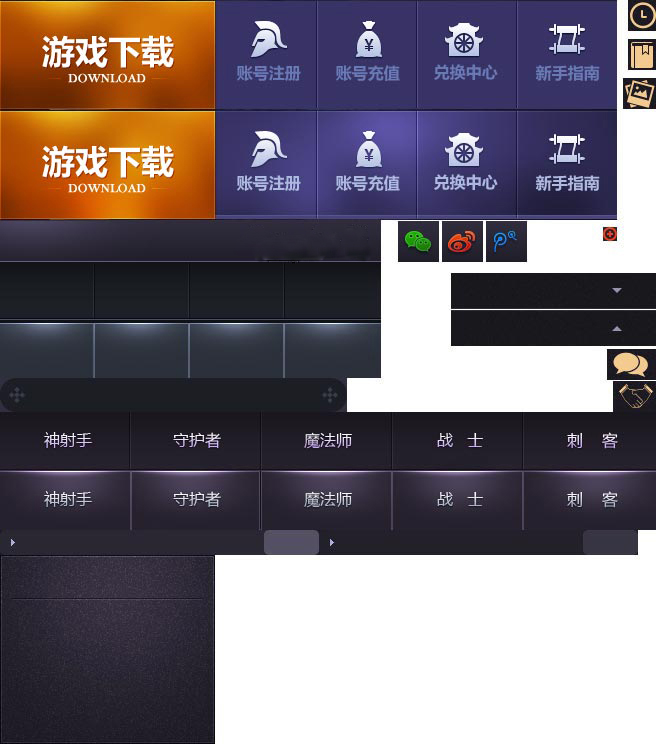 游戏下载
DOWNLOAD
账号注册 账号充值 兑换中心 新手指南
游戏下载
DOWNLOAD
账号注册 账号充值 兑换中心 新手指南
神射手 守护者 魔法师 战 士 刺 客
神射手 守护者 魔法师 战 士 刺 客